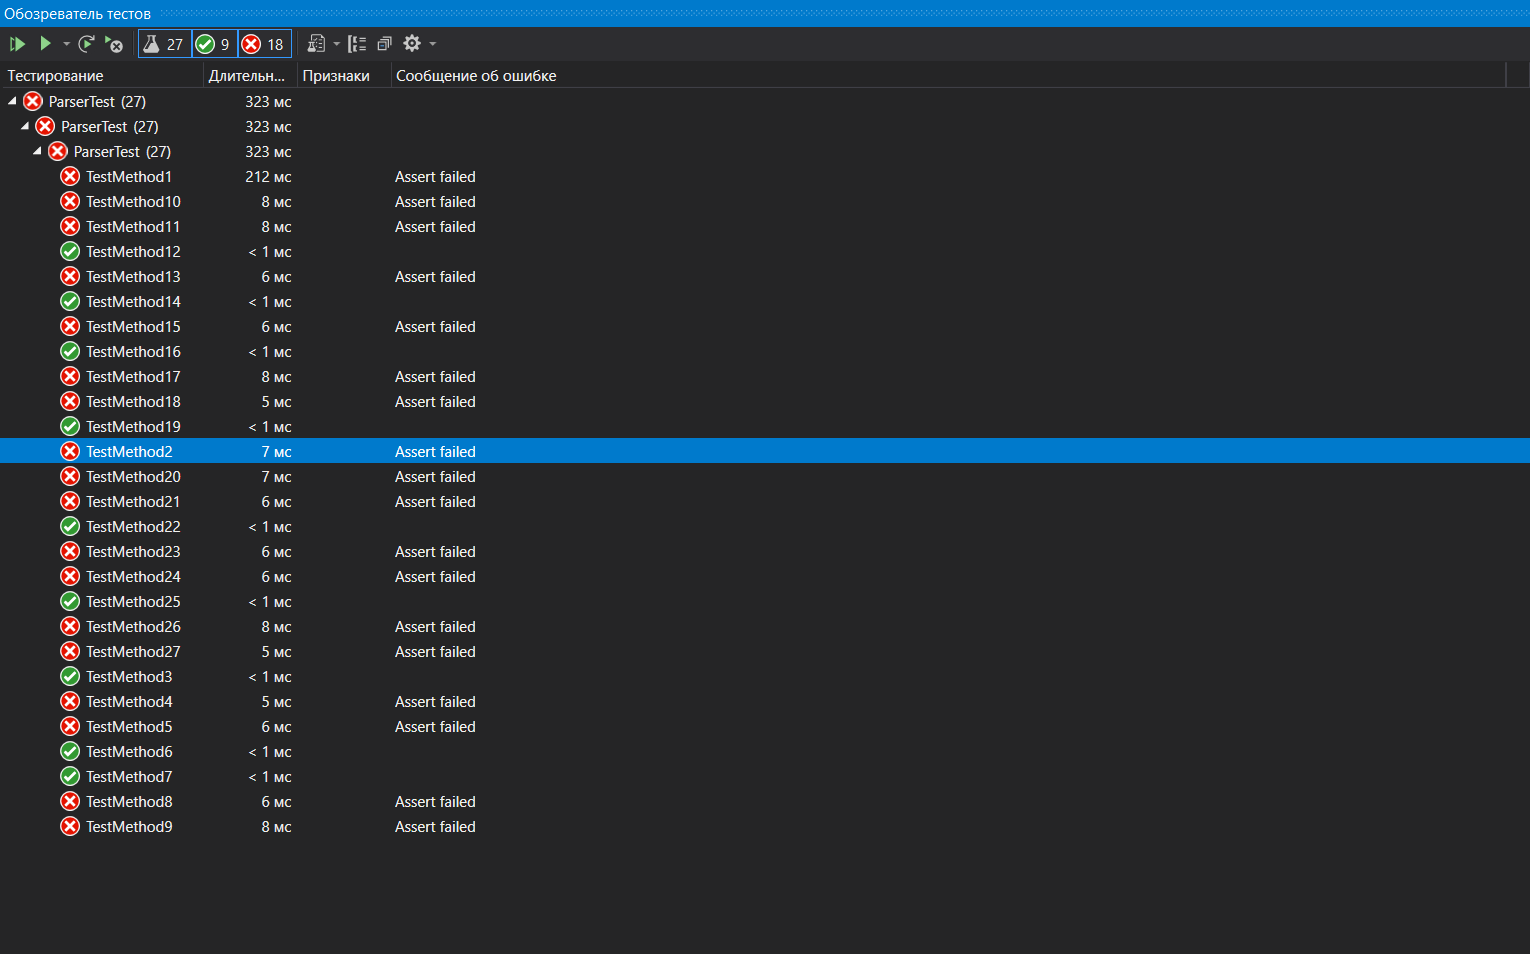 Обозреватель тестов
27 9 18
Тестирование Длительн... Признаки Сообщение об ошибке
ParserTest (27) 323 мс
ParserTest (27) 323 мс
ParserTest (27) 323 мс
TestMethod1 212 мс Assert failed
TestMethod10 8 мс Assert failed
TestMethod11 8 мс Assert failed
TestMethod12 < 1 мс
TestMethod13 6 мс Assert failed
TestMethod14 < 1 мс
TestMethod15 6 мс Assert failed
TestMethod16 < 1 мс
TestMethod17 8 мс Assert failed
TestMethod18 5 мс Assert failed
TestMethod19 < 1 мс
TestMethod2 7 мс Assert failed
TestMethod20 7 мс Assert failed
TestMethod21 6 мс Assert failed
TestMethod22 < 1 мс
TestMethod23 6 мс Assert failed
TestMethod24 6 мс Assert failed
TestMethod25 < 1 мс
TestMethod26 8 мс Assert failed
TestMethod27 5 мс Assert failed
TestMethod3 < 1 мс
TestMethod4 5 мс Assert failed
TestMethod5 6 мс Assert failed
TestMethod6 < 1 мс
TestMethod7 < 1 мс
TestMethod8 6 мс Assert failed
TestMethod9 8 мс Assert failed